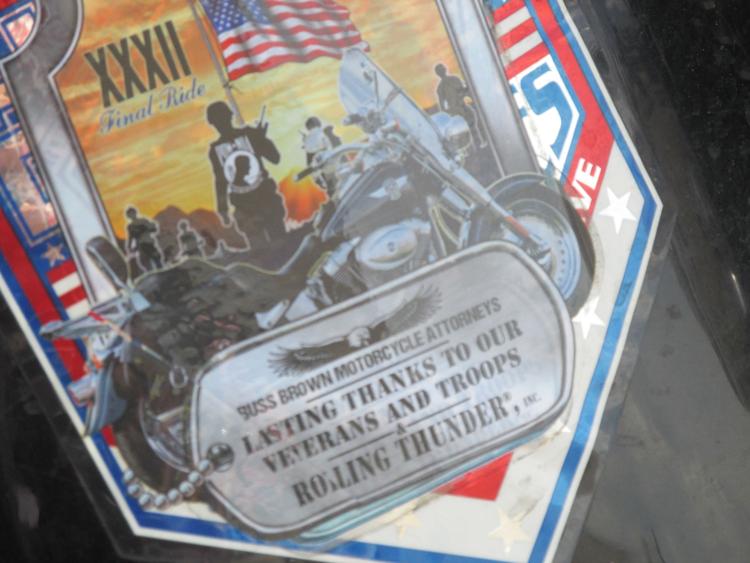 XXXII
Final Ride
RUSS BROWN MOTORCYCLE ATTORNEYS
LASTING THANKS TO OUR
VETERANS AND TROOPS
&
ROLLING THUNDER®, INC.